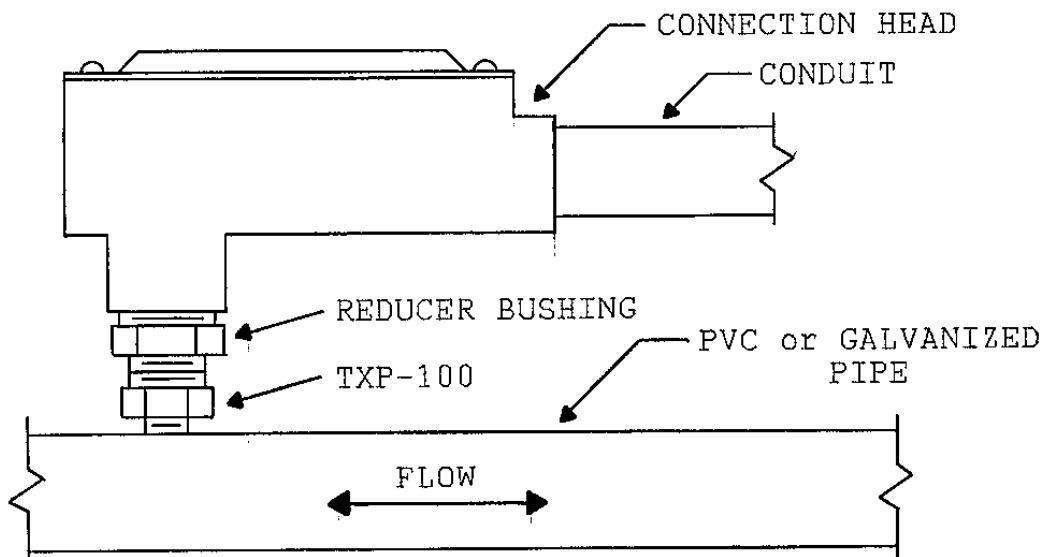 CONNECTION HEAD
CONDUIT
REDUCER BUSHING
PVC or GALVANIZED
PIPE
TXP-100
FLOW